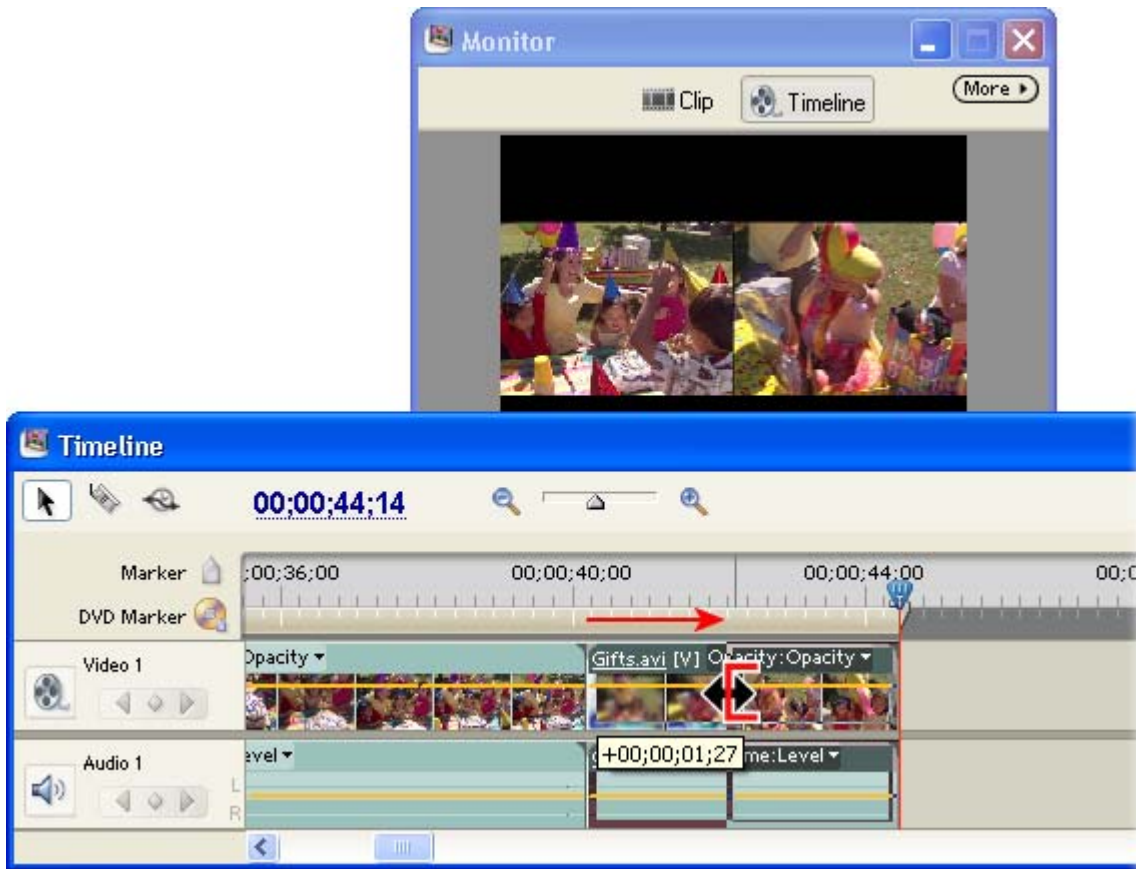 Monitor
Clip
Timeline
More
Timeline
00;00;44;14
Marker
;00;36;00
00;00;40;00
00;00;44;00
DVD Marker
Video 1
Opacity
Gifts.avi [V] Opacity:Opacity
+00;00;01;27
Audio 1
evel
me:Level
L
R